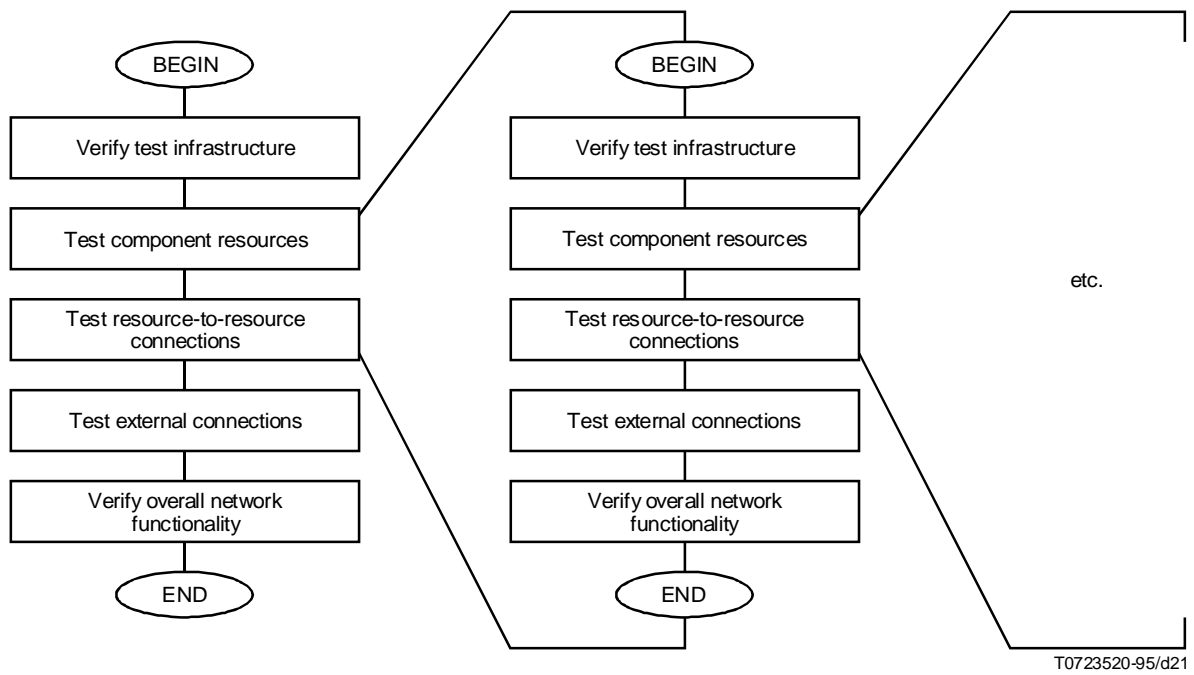 BEGIN
Verify test infrastructure
Test component resources
Test resource-to-resource
connections
Test external connections
Verify overall network
functionality
END
BEGIN
Verify test infrastructure
Test component resources
Test resource-to-resource
connections
Test external connections
Verify overall network
functionality
END
etc.
T0723520-95/d21